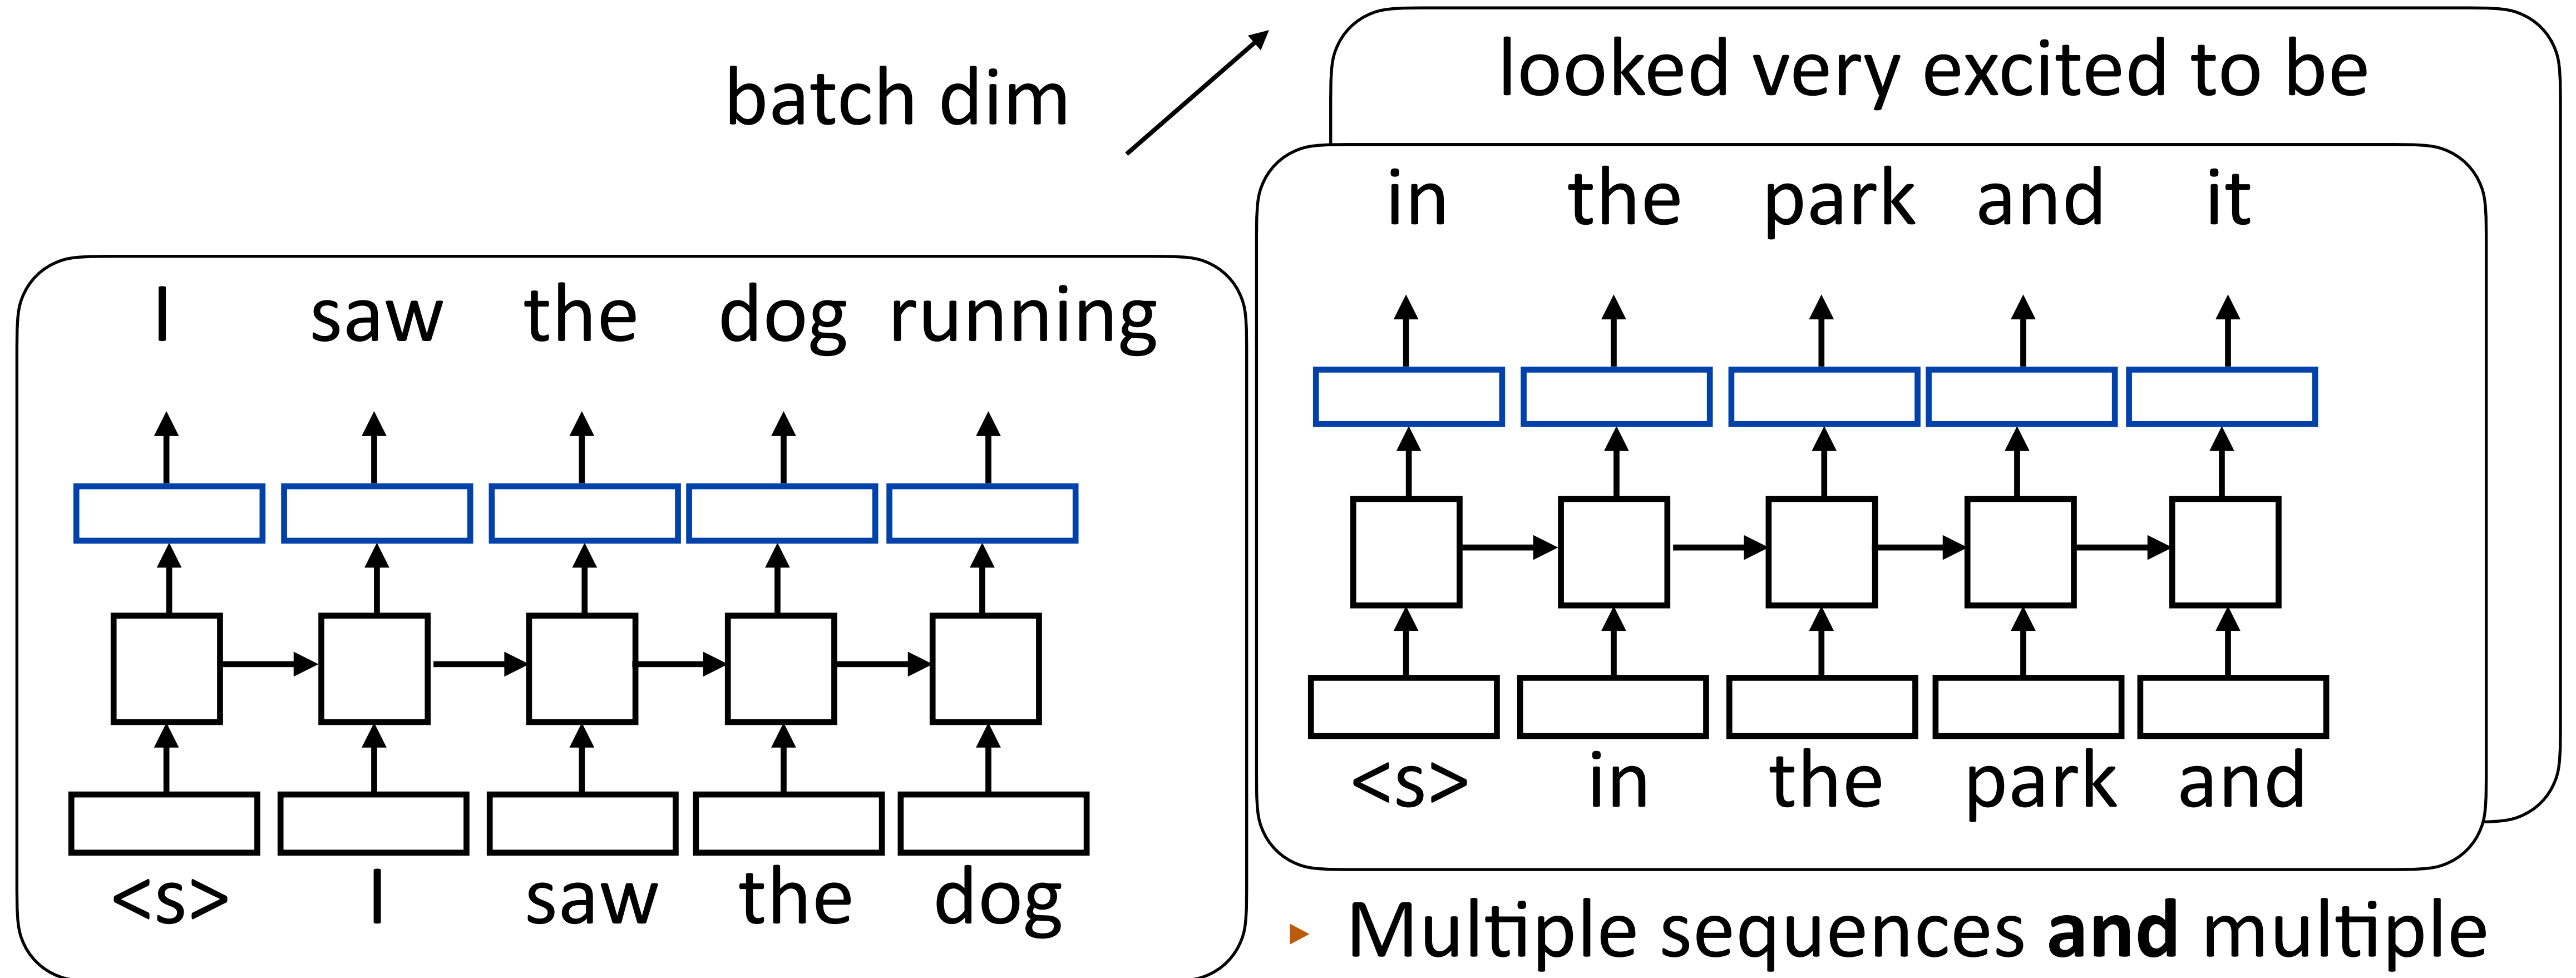 batch dim
looked very excited to be
in the park and it
I saw the dog running
<s> in the park and
<s> I saw the dog
▸ Multiple sequences and multiple